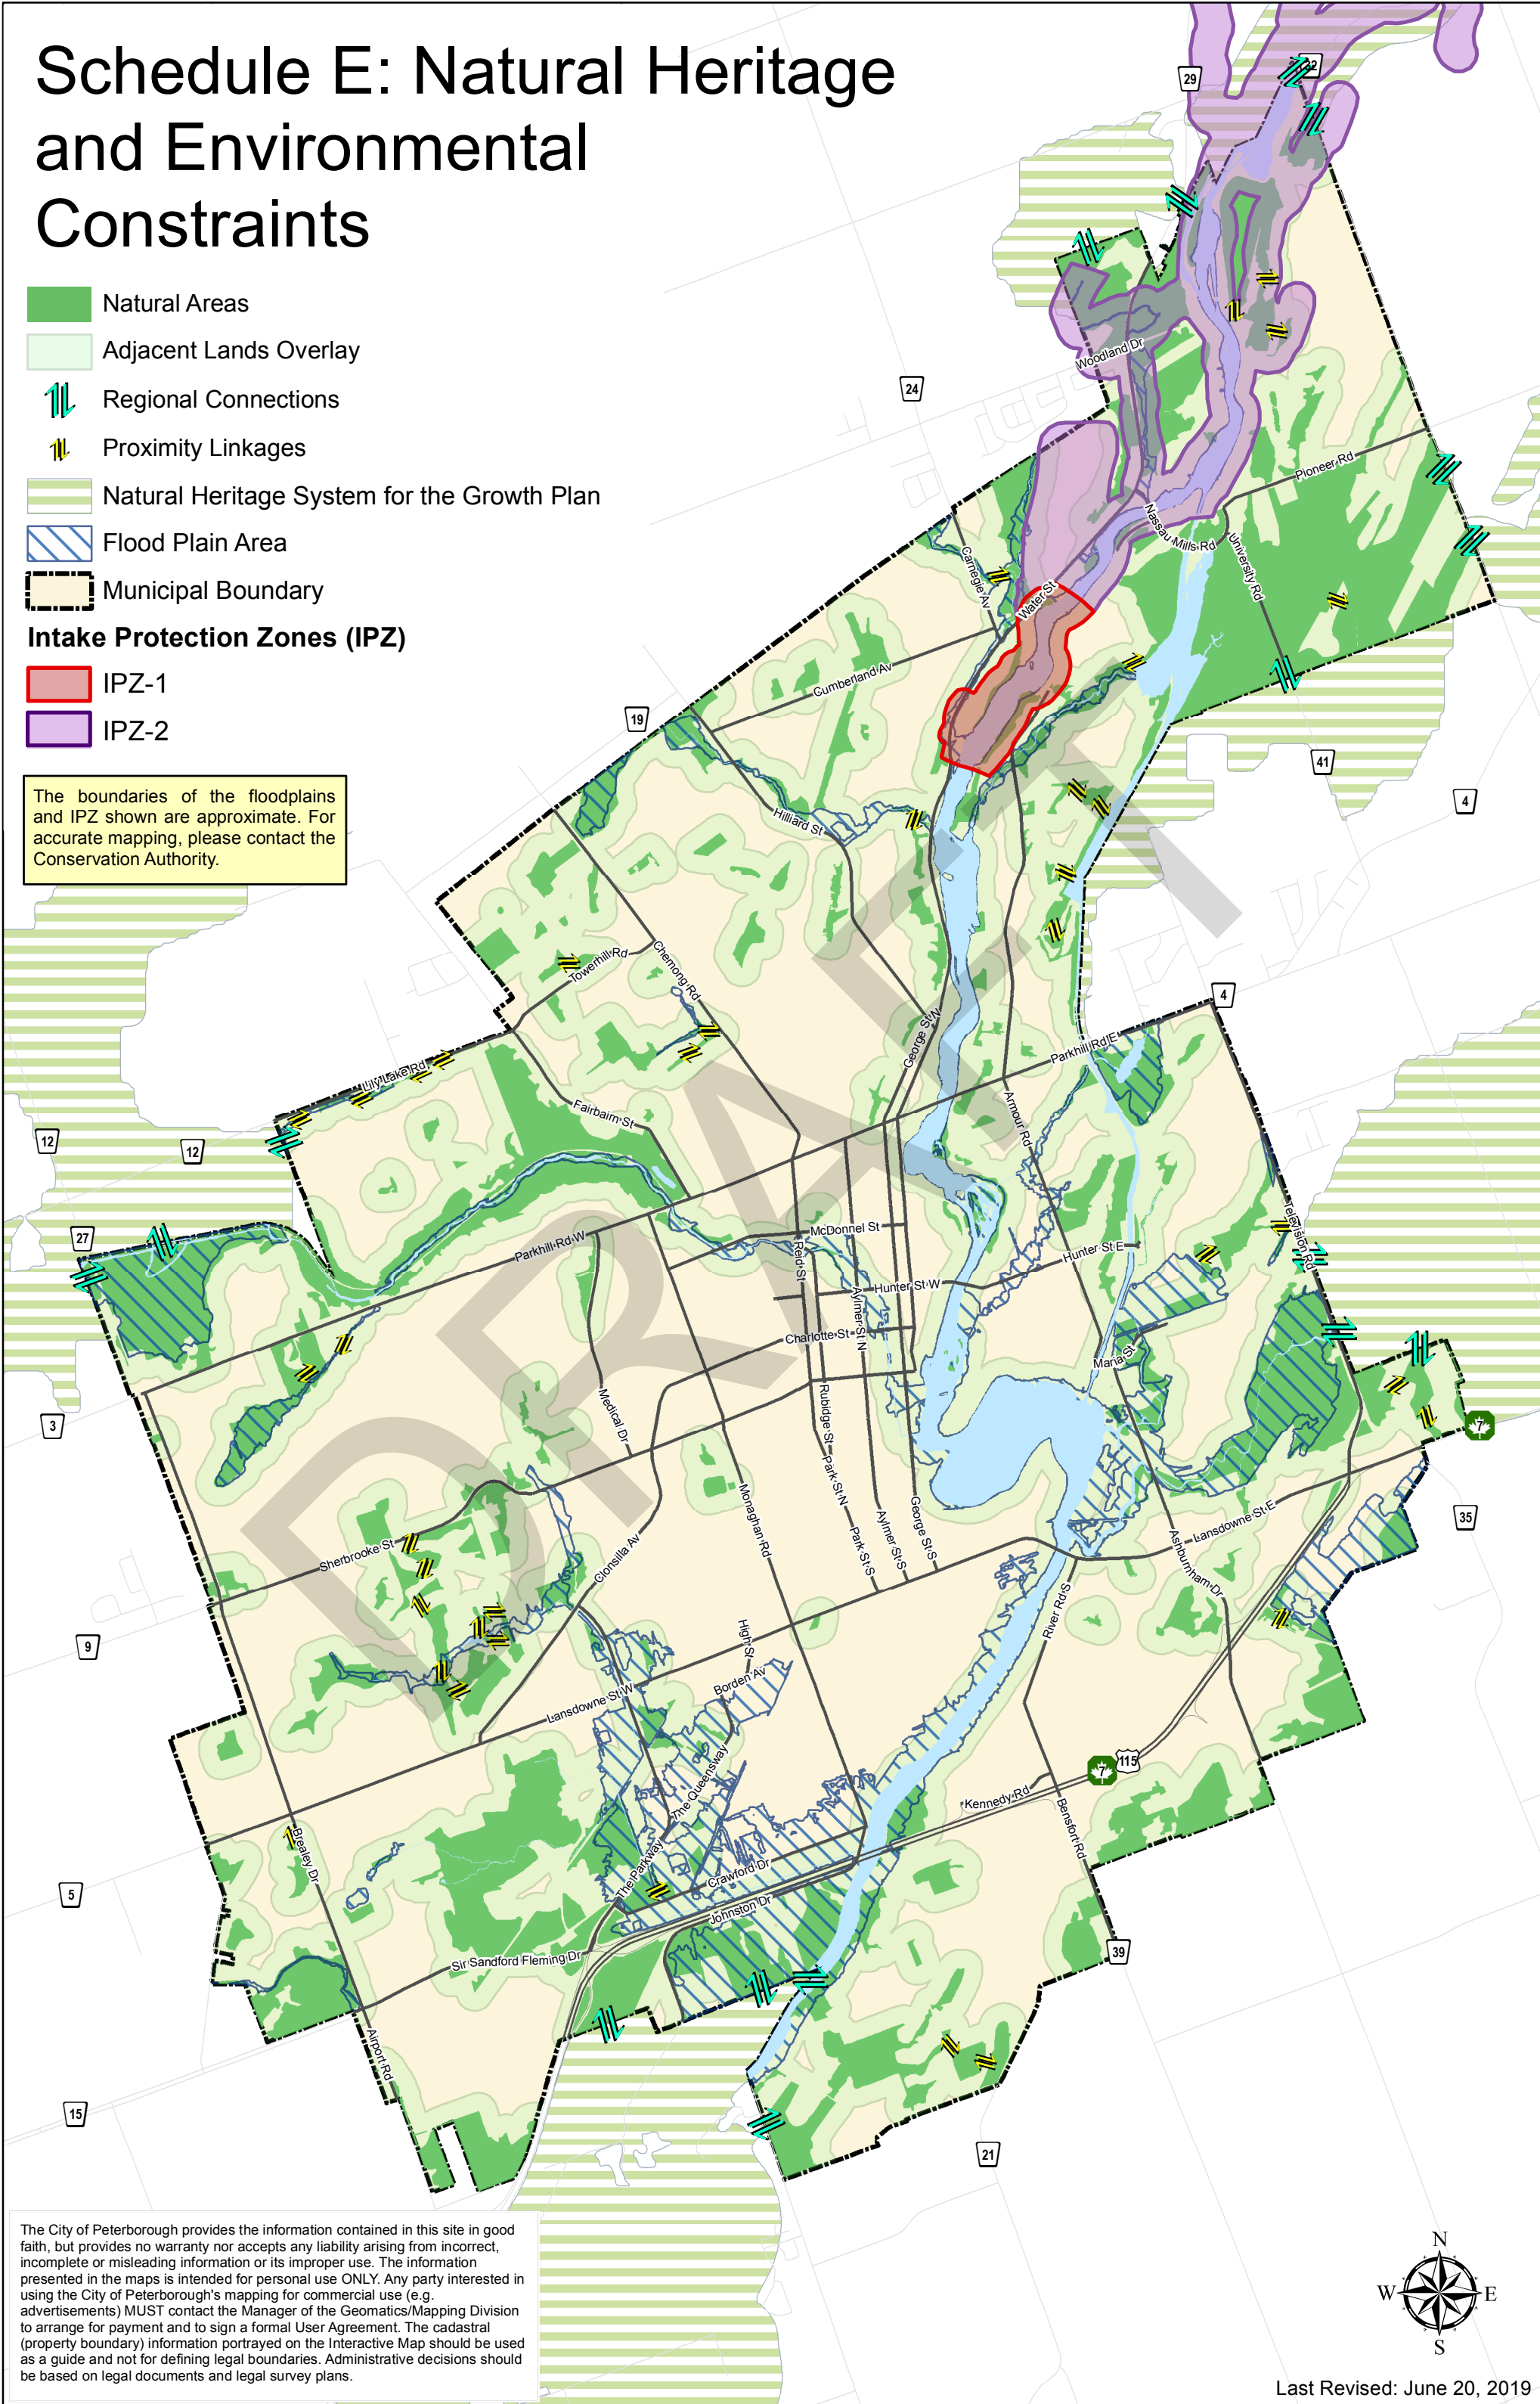 Schedule E: Natural Heritage
and Environmental
Constraints
Natural Areas
Adjacent Lands Overlay
Regional Connections
Proximity Linkages
Natural Heritage System for the Growth Plan
Flood Plain Area
Municipal Boundary
Intake Protection Zones (IPZ)
IPZ-1
IPZ-2
The boundaries of the floodplains
and IPZ shown are approximate. For
accurate mapping, please contact the
Conservation Authority.
29
24
Woodland Dr
Pioneer Rd
Nassau Mills Rd
University Rd
Carnegie Av
Water St
Cumberland Av
19
41
4
Hilliard St
Towerhill Rd
Chemong Rd
George St N
4
Parkhill Rd E
Lily Lake Rd
Fairbairn St
Armour Rd
12
12
27
McDonnel St
Television Rd
Parkhill Rd W
Reid St
Hunter St E
Hunter St W
Aylmer St N
Charlotte St
Maria St
3
7
Medical Dr
Rubidge St
Park St N
Monaghan Rd
George St S
Aylmer St S
Park St S
35
Sherbrooke St
Clonsilla Av
Lansdowne St E
Ashburnham Dr
River Rd S
9
High St
Borden Av
Lansdowne St W
The Queensway
7
115
Kennedy Rd
Bensford Rd
Brealey Dr
5
The Parkway
Crawford Dr
Johnston Dr
Sir Sandford Fleming Dr
39
Airport Rd
15
21
DRAFT
The City of Peterborough provides the information contained in this site in good
faith, but provides no warranty nor accepts any liability arising from incorrect,
incomplete or misleading information or its improper use. The information
presented in the maps is intended for personal use ONLY. Any party interested in
using the City of Peterborough's mapping for commercial use (e.g.
advertisements) MUST contact the Manager of the Geomatics/Mapping Division
to arrange for payment and to sign a formal User Agreement. The cadastral
(property boundary) information portrayed on the Interactive Map should be used
as a guide and not for defining legal boundaries. Administrative decisions should
be based on legal documents and legal survey plans.
N
W
E
S
Last Revised: June 20, 2019